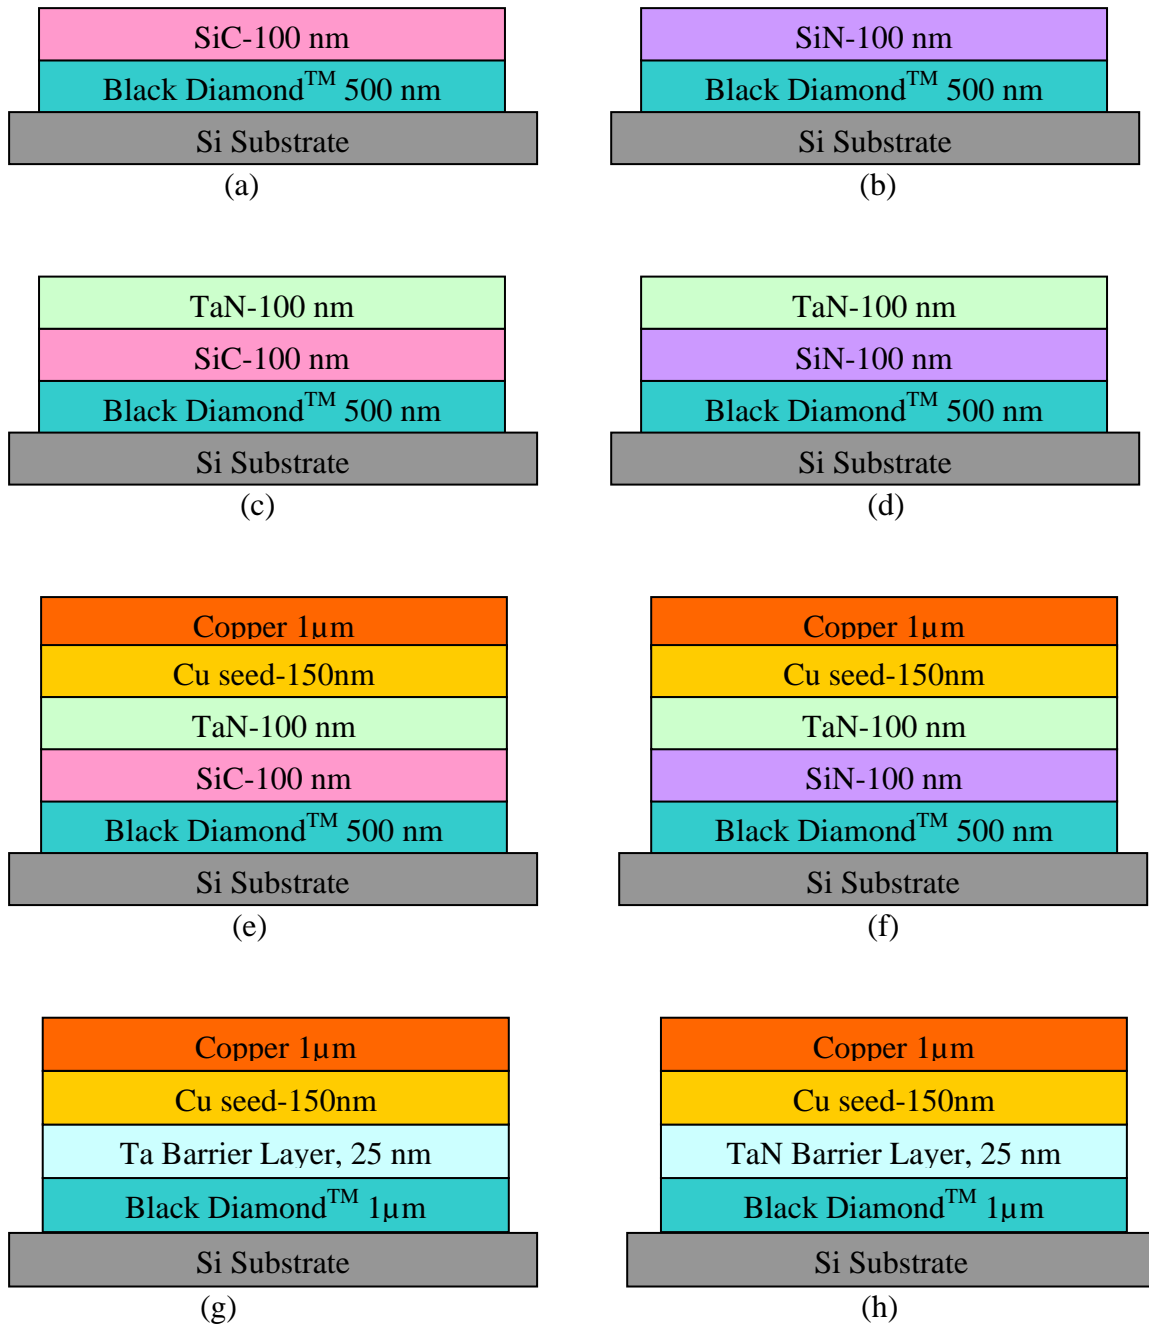 SiC-100 nm
Black Diamond™ 500 nm
Si Substrate
(a)
SiN-100 nm
Black Diamond™ 500 nm
Si Substrate
(b)
TaN-100 nm
SiC-100 nm
Black Diamond™ 500 nm
Si Substrate
(c)
TaN-100 nm
SiN-100 nm
Black Diamond™ 500 nm
Si Substrate
(d)
Copper 1µm
Cu seed-150nm
TaN-100 nm
SiC-100 nm
Black Diamond™ 500 nm
Si Substrate
(e)
Copper 1µm
Cu seed-150nm
TaN-100 nm
SiN-100 nm
Black Diamond™ 500 nm
Si Substrate
(f)
Copper 1µm
Cu seed-150nm
Ta Barrier Layer, 25 nm
Black Diamond™ 1µm
Si Substrate
(g)
Copper 1µm
Cu seed-150nm
TaN Barrier Layer, 25 nm
Black Diamond™ 1µm
Si Substrate
(h)